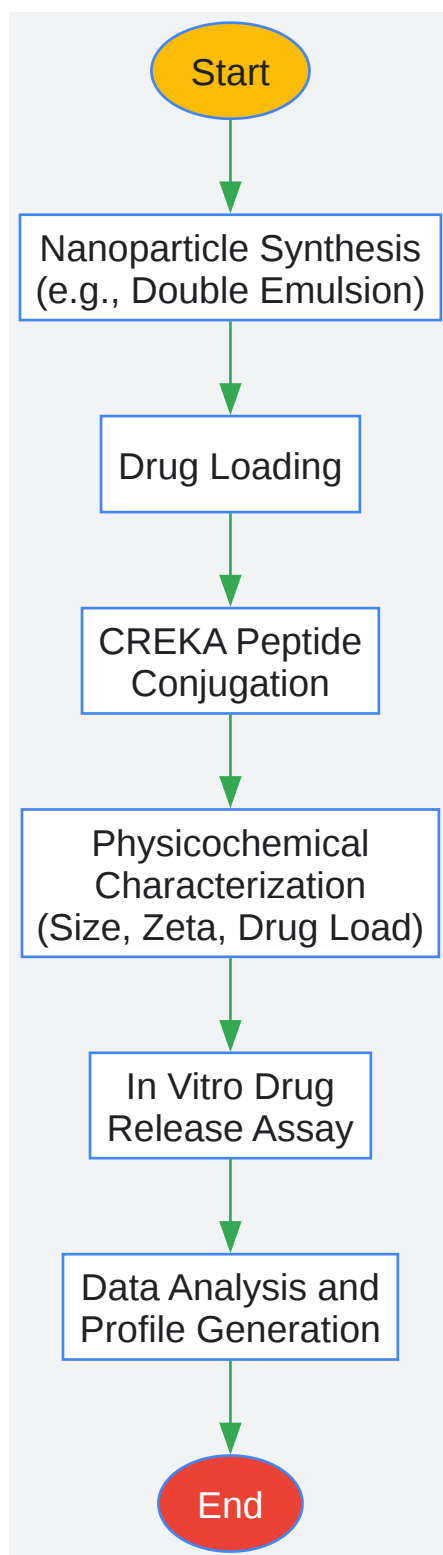 Start
Nanoparticle Synthesis
(e.g., Double Emulsion)
Drug Loading
CREKA Peptide
Conjugation
Physicochemical
Characterization
(Size, Zeta, Drug Load)
In Vitro Drug
Release Assay
Data Analysis and
Profile Generation
End